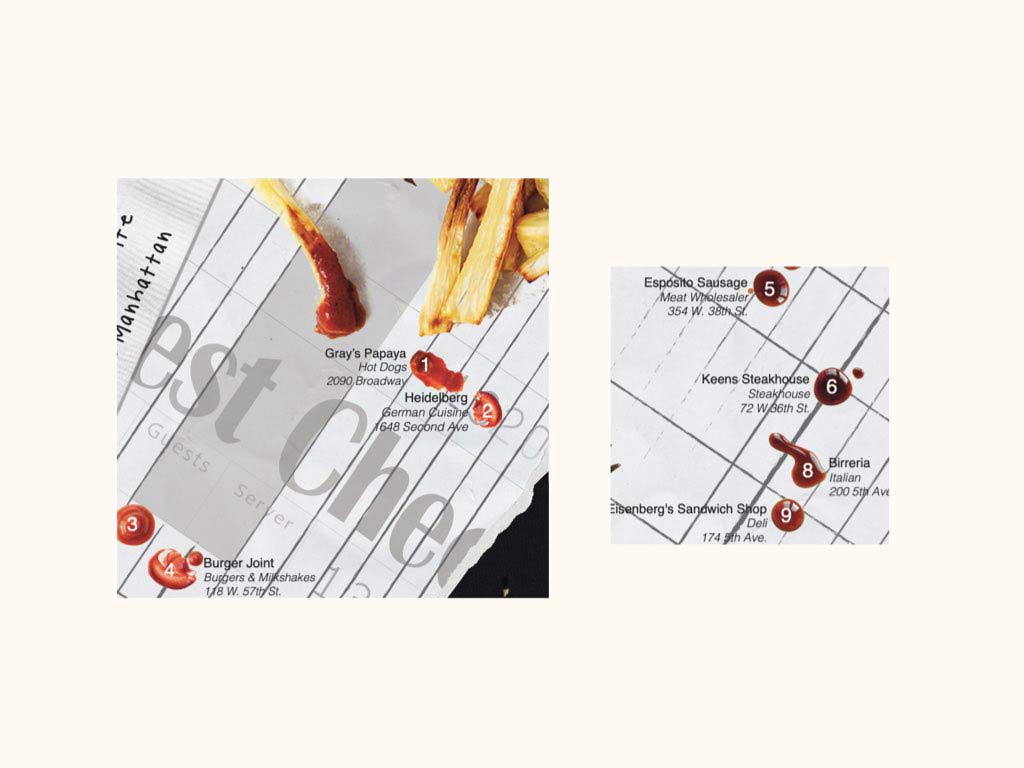 Manhattan
est Chec
Gray's Papaya
Hot Dogs
2090 Broadway
1
Heidelberg
German Cuisine
1648 Second Ave
2
Guests
Server
3
4
Burger Joint
Burgers & Milkshakes
118 W. 57th St.
Esposito Sausage
Meat Wholesaler
354 W. 38th St.
5
Keens Steakhouse
Steakhouse
72 W 36th St.
6
8
Birreria
Italian
200 5th Ave
Eisenberg's Sandwich Shop
Deli
174 5th Ave.
9